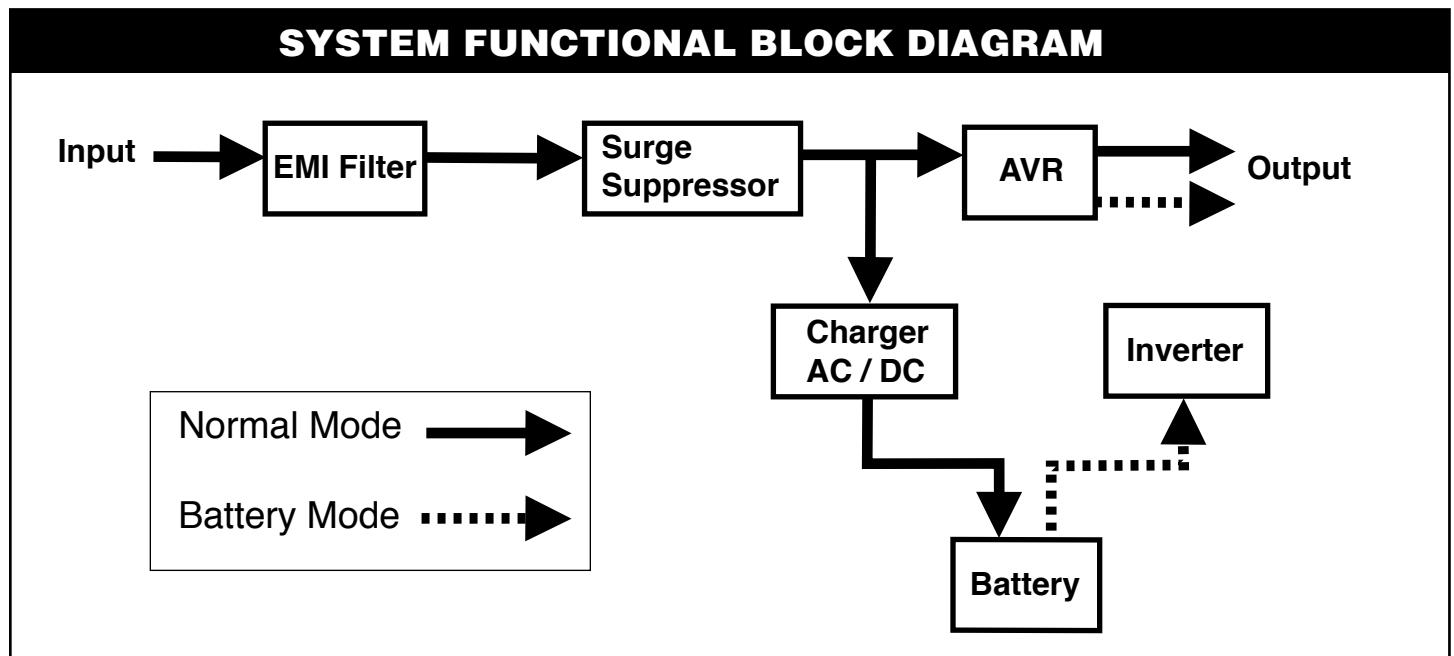 SYSTEM FUNCTIONAL BLOCK DIAGRAM
Input
EMI Filter
Surge
Suppressor
AVR
Output
Charger
AC / DC
Inverter
Normal Mode
Battery Mode
Battery